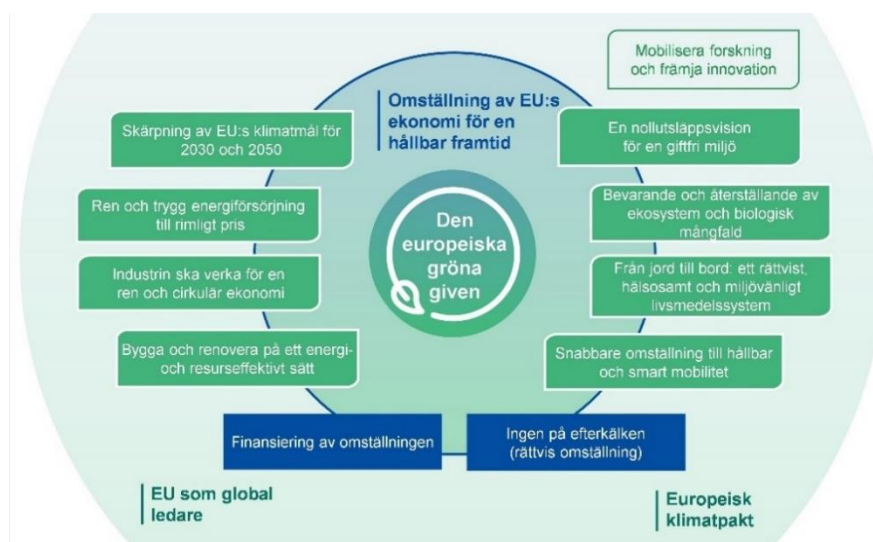 Mobilisera forskning
och främja innovation
Omställning av EU:s
ekonomi för en
hållbar framtid
Skärpning av EU:s klimatmål för
2030 och 2050
En nollutsläppsvision
för en giftfri miljö
Ren och trygg energiförsörjning
till rimligt pris
Bevarande och återställande av
ekosystem och biologisk
mångfald
Den
europeiska
gröna
given
Industrin ska verka för en
ren och cirkulär ekonomi
Från jord till bord: ett rättvist,
hälsosamt och miljövänligt
livsmedelssystem
Bygga och renovera på ett energi-
och resurseffektivt sätt
Snabbare omställning till hållbar
och smart mobilitet
Finansiering av omställningen
Ingen på efterkälken
(rättvis omställning)
EU som global
ledare
Europeisk
klimatpakt